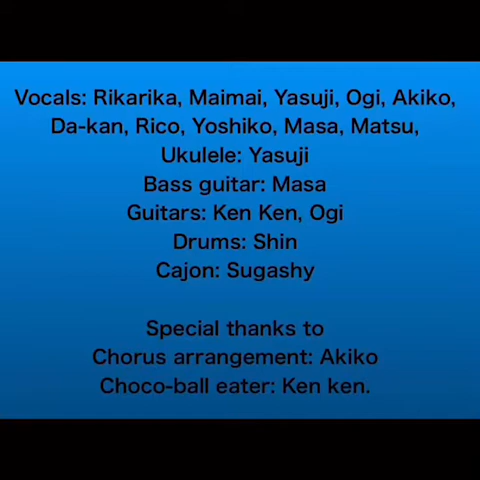 Vocals: Rikarika, Maimai, Yasuji, Ogi, Akiko,
Da-kan, Rico, Yoshiko, Masa, Matsu,
Ukulele: Yasuji
Bass guitar: Masa
Guitars: Ken Ken, Ogi
Drums: Shin
Cajon: Sugashy
Special thanks to
Chorus arrangement: Akiko
Choco-ball eater: Ken ken.